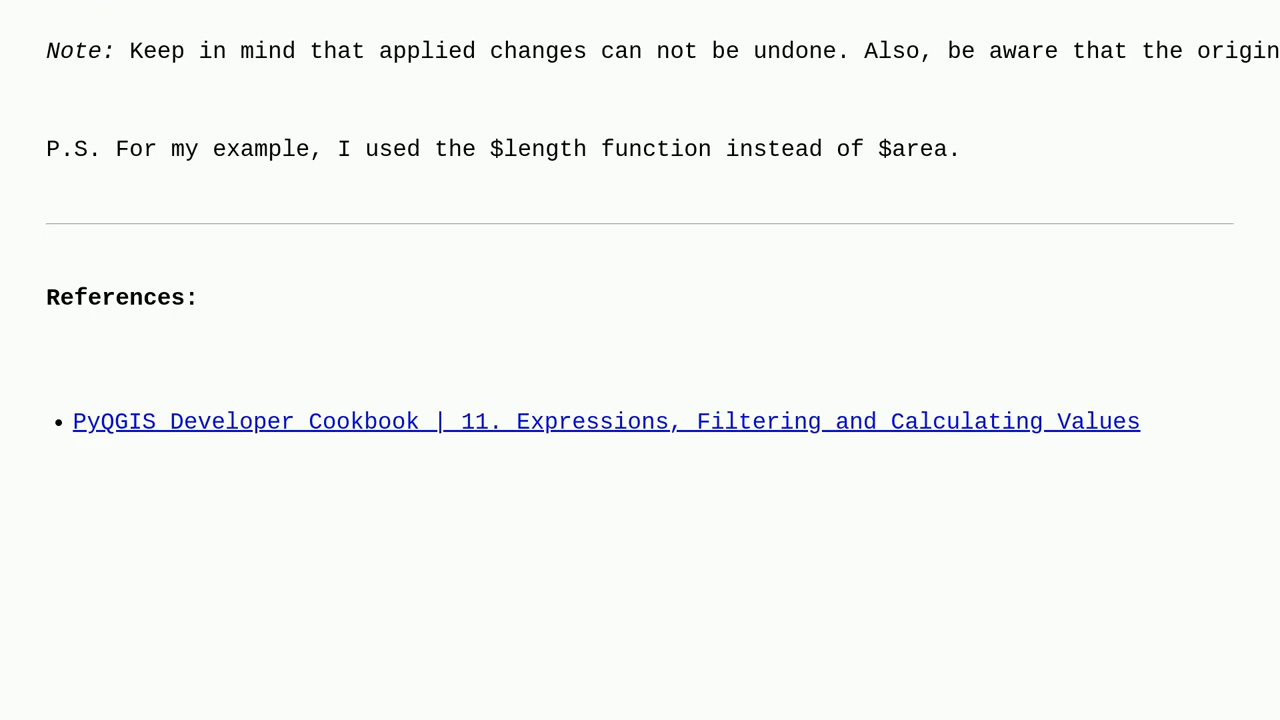 Note: Keep in mind that applied changes can not be undone. Also, be aware that the origin
P.S. For my example, I used the $length function instead of $area.
References:
• PyQGIS Developer Cookbook | 11. Expressions, Filtering and Calculating Values